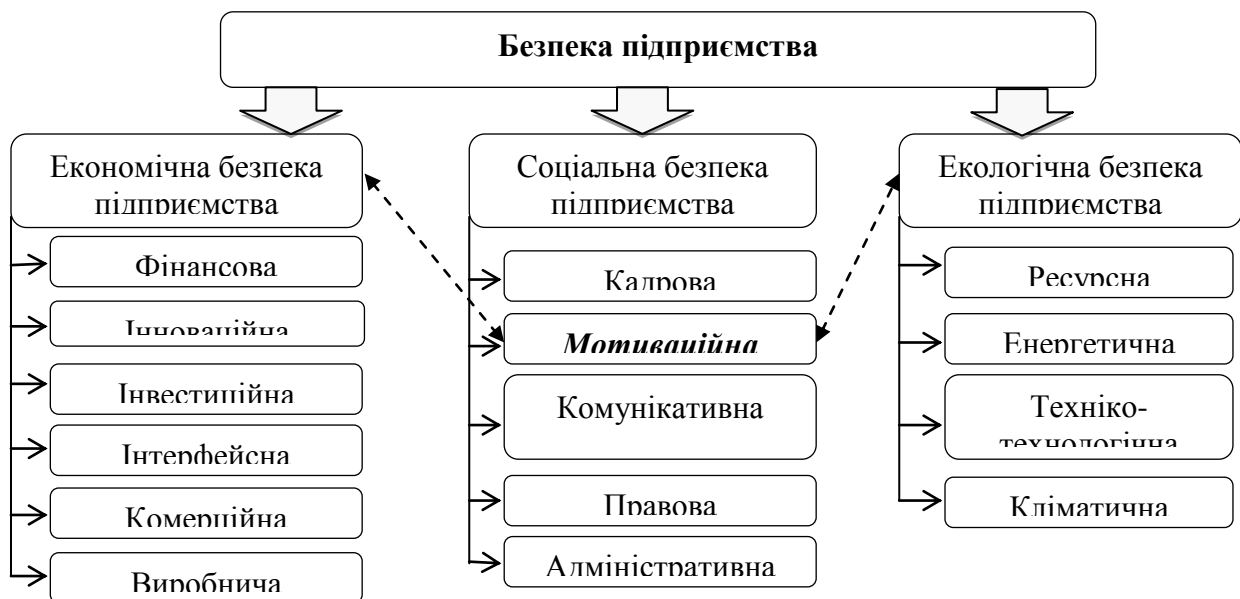 Безпека підприємства
Економічна безпека
підприємства
Фінансова
Інноваційна
Інвестиційна
Інтерфейсна
Комерційна
Виробнича
Соціальна безпека
підприємства
Кадрова
Мотиваційна
Комунікативна
Правова
Адміністративна
Екологічна безпека
підприємства
Ресурсна
Енергетична
Техніко-
технологічна
Кліматична